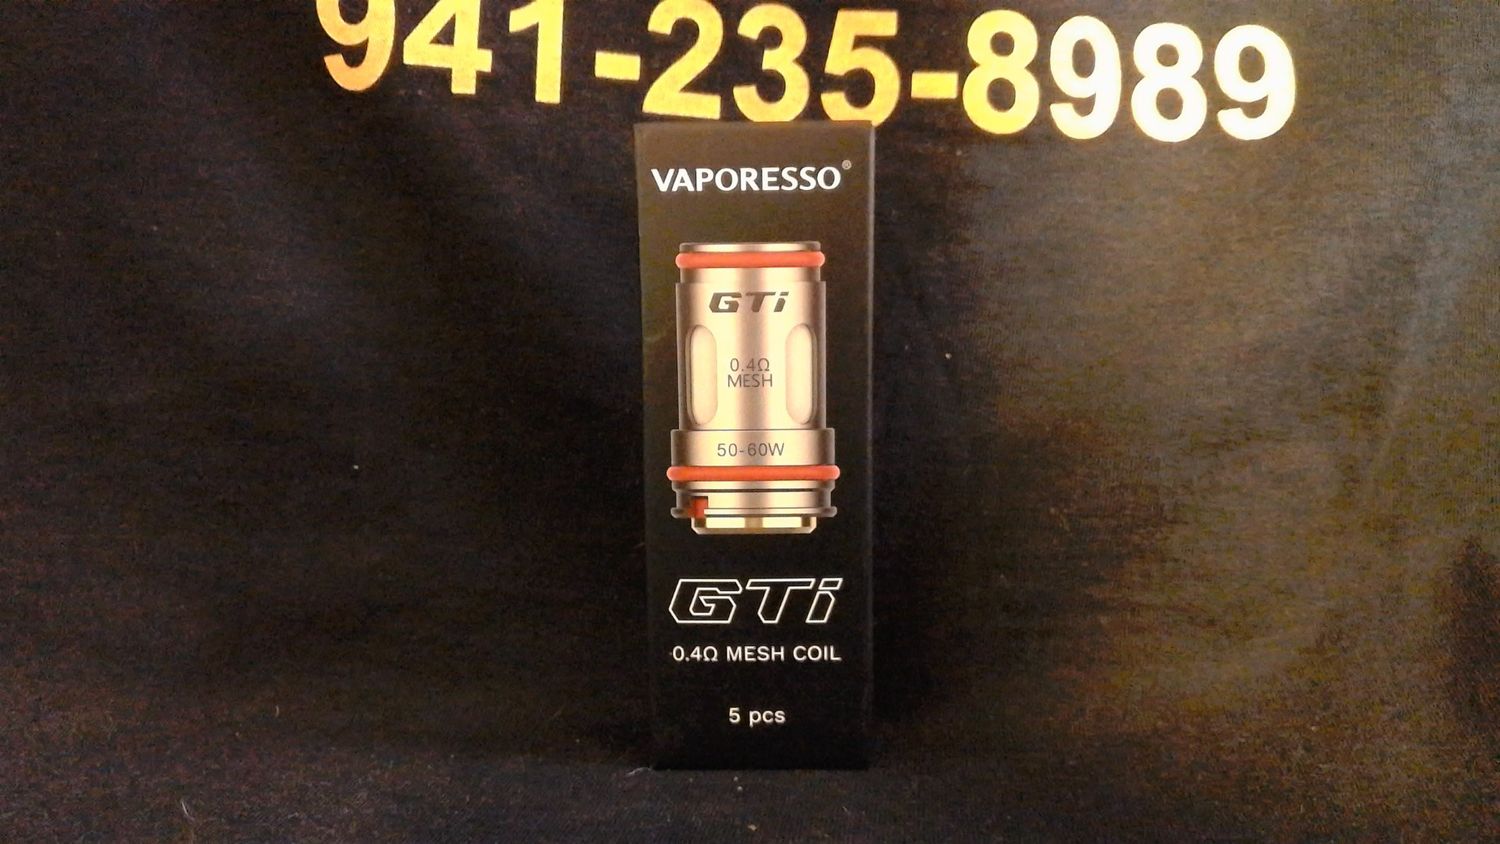 941-235-8989
VAPORESSO®
GTi
0.4Ω
MESH
50-60W
GTi
0.4Ω MESH COIL
5 pcs